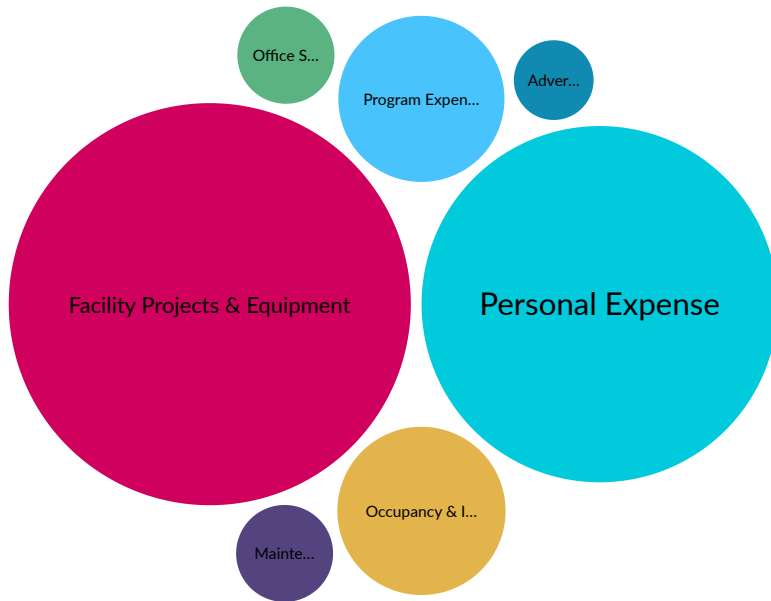 Office S...
Program Expen...
Adver...
Facility Projects & Equipment
Personal Expense
Occupancy & I...
Mainte...